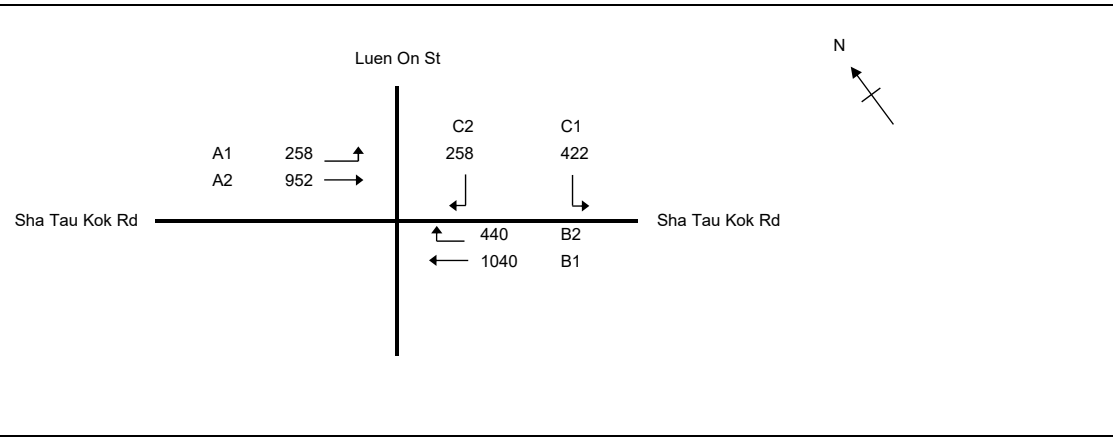 N
Luen On St
C2 C1
A1 258 258 422
A2 952
Sha Tau Kok Rd Sha Tau Kok Rd
440 B2
1040 B1